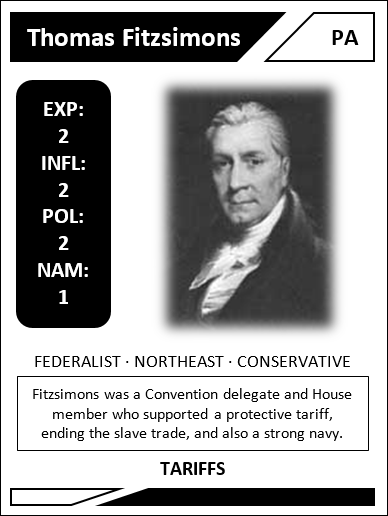 Thomas Fitzsimons
PA
EXP:
2
INFL:
2
POL:
2
NAM:
1
FEDERALIST · NORTHEAST · CONSERVATIVE
Fitzsimons was a Convention delegate and House
member who supported a protective tariff,
ending the slave trade, and also a strong navy.
TARIFFS